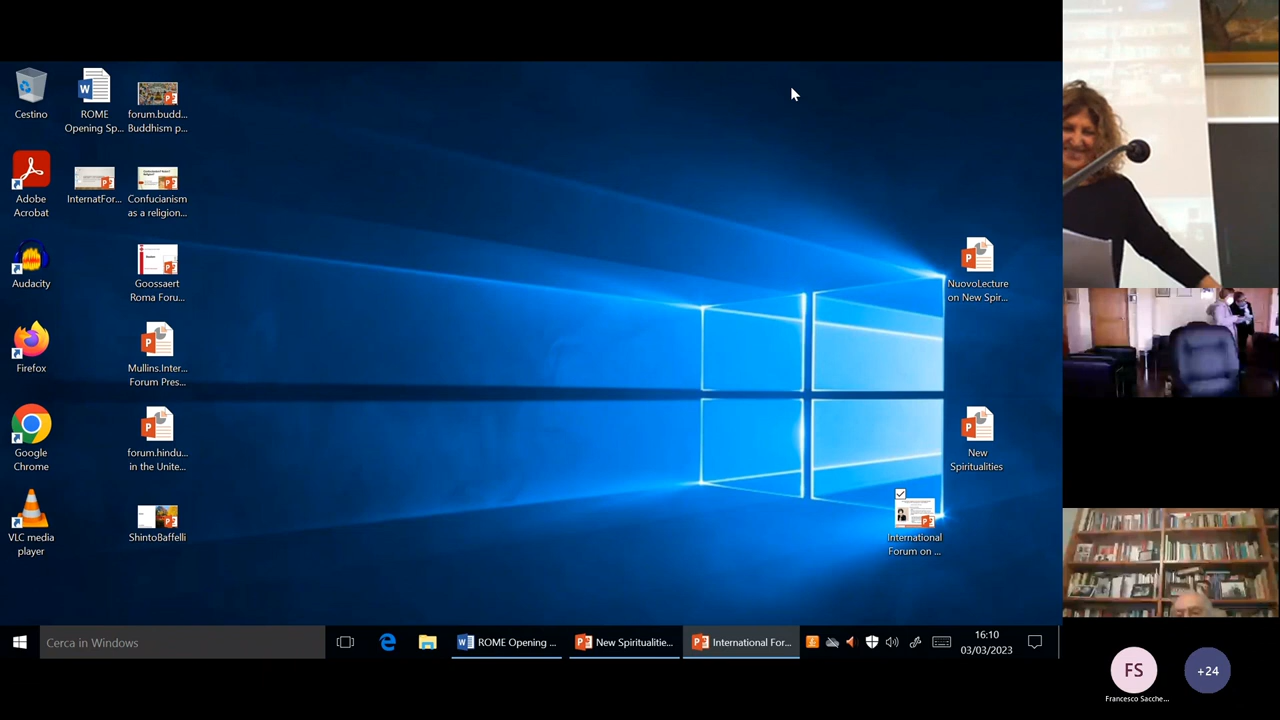 Cestino
ROME
Opening Sp...
forum.budd...
Buddhism p...
Adobe
Acrobat
InternatFor...
Confucianism
as a religion...
Audacity
Goossaert
Roma Foru...
Firefox
Mullins.Inter...
Forum Pres...
Google
Chrome
forum.hindu...
in the Unite...
VLC media
player
ShintoBaffelli
NuovoLecture
on New Spir...
New
Spiritualities
International
Forum on ...
Cerca in Windows
ROME Opening ...
New Spiritualitie...
International For...
16:10
03/03/2023
FS
+24
Francesco Sacche...